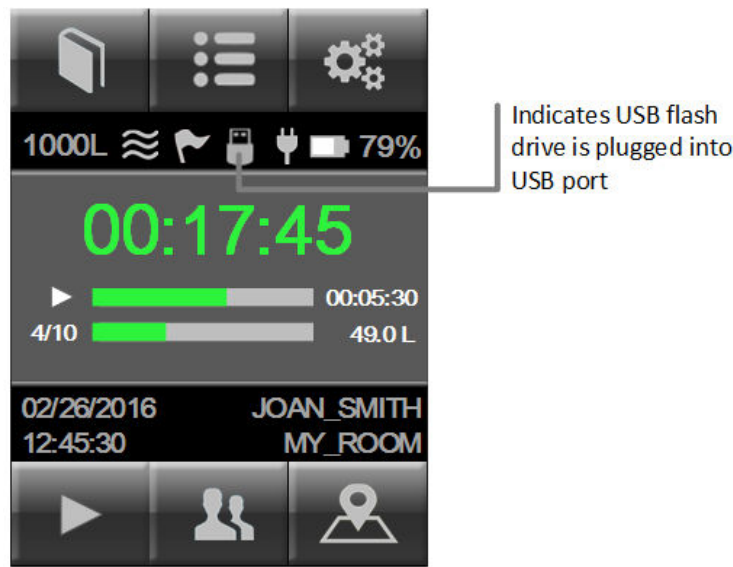 1000L 79%
Indicates USB flash
drive is plugged into
USB port
00:17:45
00:05:30
4/10 49.0 L
02/26/2016 JOAN_SMITH
12:45:30 MY_ROOM